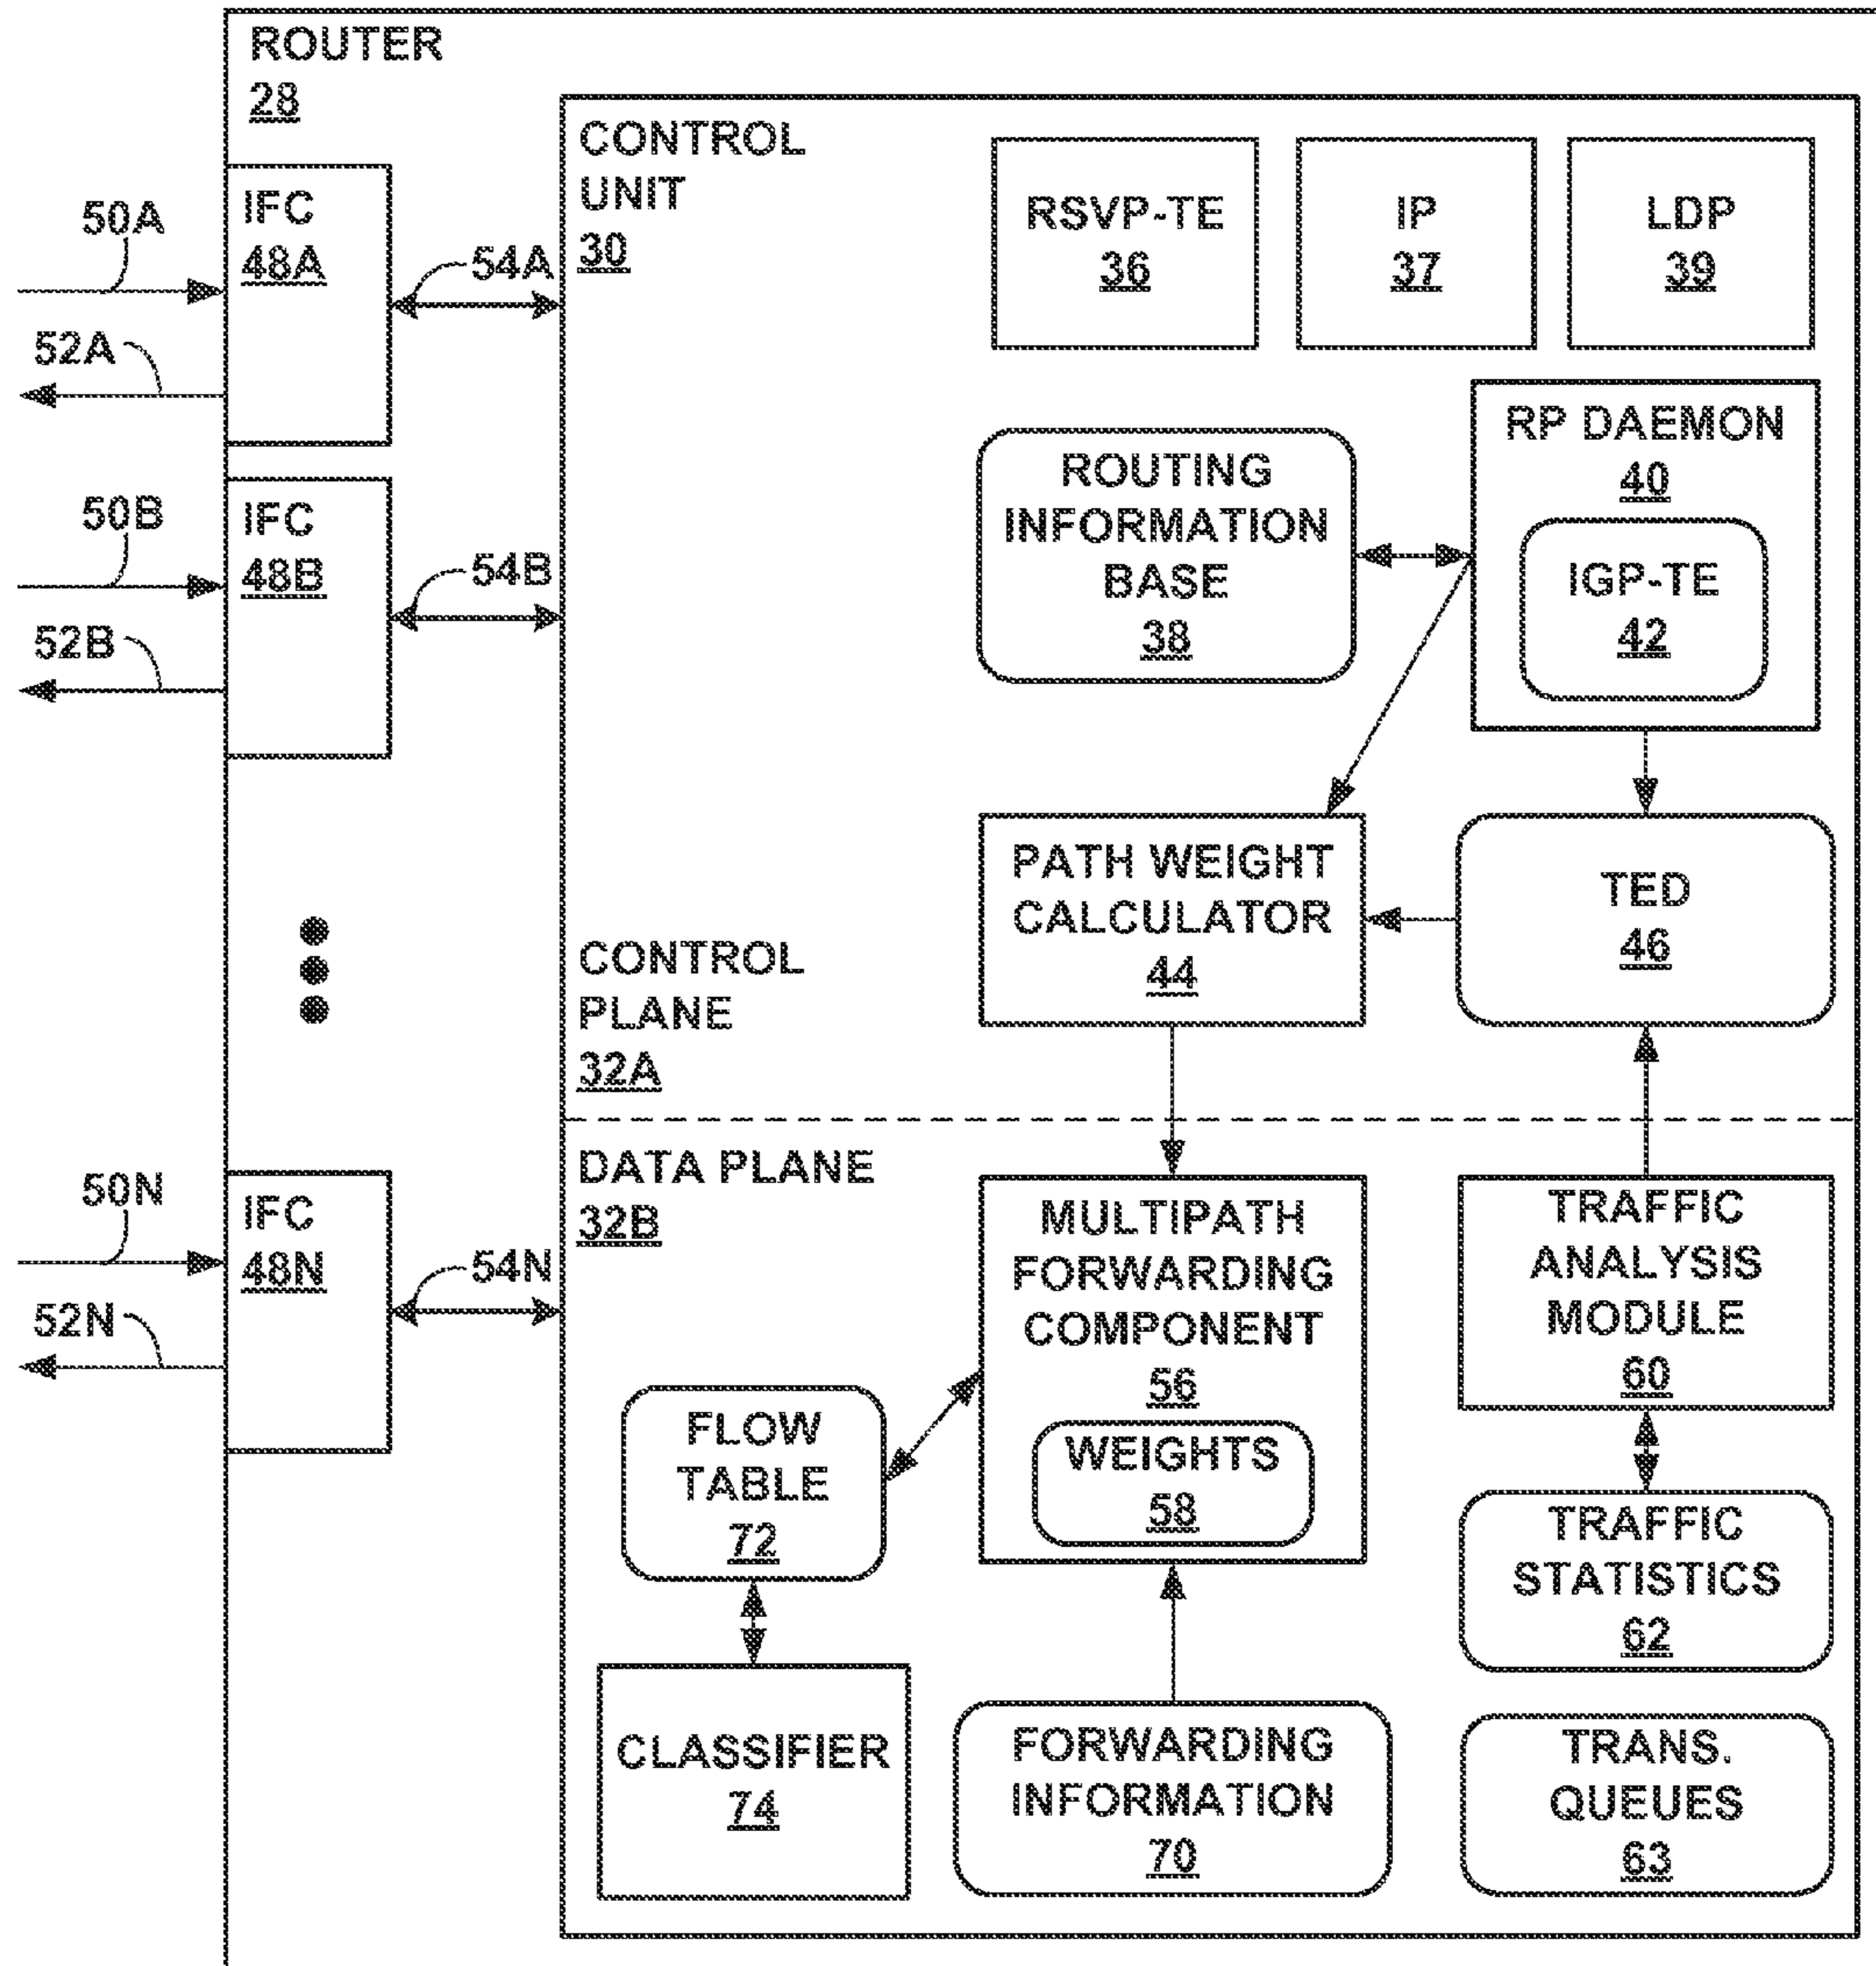 ROUTER
28
CONTROL
UNIT
30
RSVP-TE
36
IP
37
LDP
39
50A
IFC
48A
54A
52A
RP DAEMON
40
IGP-TE
42
ROUTING
INFORMATION
BASE
38
50B
IFC
48B
54B
52B
PATH WEIGHT
CALCULATOR
44
TED
46
CONTROL
PLANE
32A
DATA PLANE
32B
50N
IFC
48N
54N
52N
MULTIPATH
FORWARDING
COMPONENT
56
WEIGHTS
58
TRAFFIC
ANALYSIS
MODULE
60
FLOW
TABLE
72
TRAFFIC
STATISTICS
62
CLASSIFIER
74
FORWARDING
INFORMATION
70
TRANS.
QUEUES
63